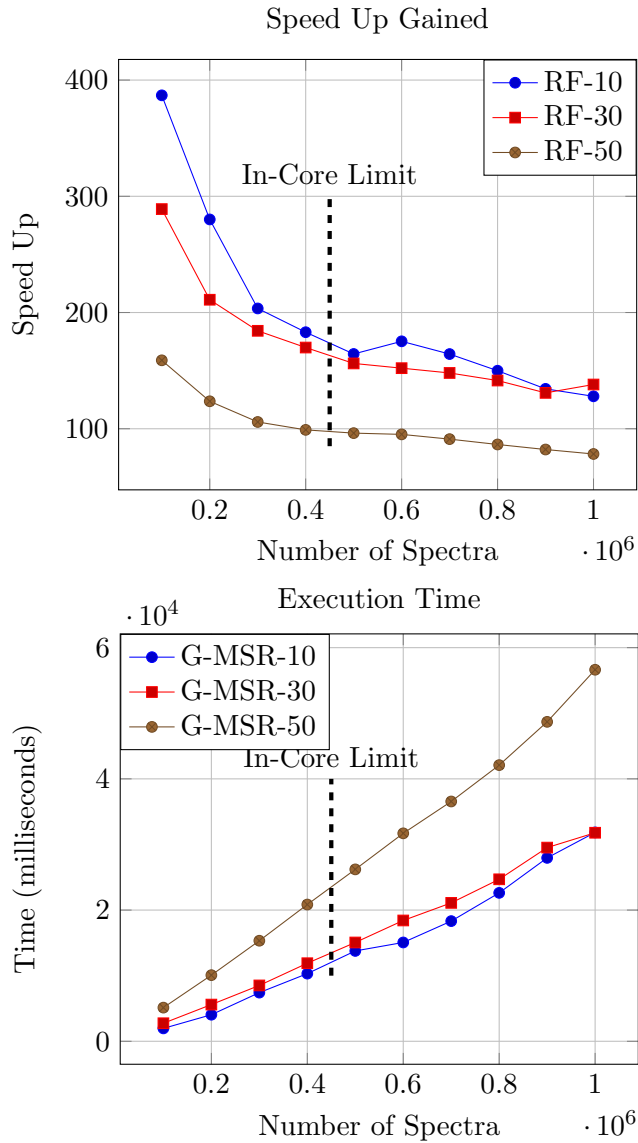 Speed Up Gained
400
300
200
100
Speed Up
RF-10
RF-30
RF-50
In-Core Limit
0.2
0.4
0.6
0.8
1
Number of Spectra
·10^6
Execution Time
·10^4
6
4
2
0
Time (milliseconds)
G-MSR-10
G-MSR-30
G-MSR-50
In-Core Limit
0.2
0.4
0.6
0.8
1
Number of Spectra
·10^6